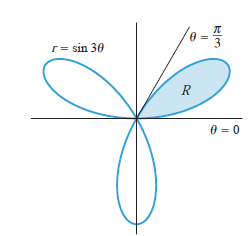 r = sin 3θ
θ = π/3
R
θ = 0